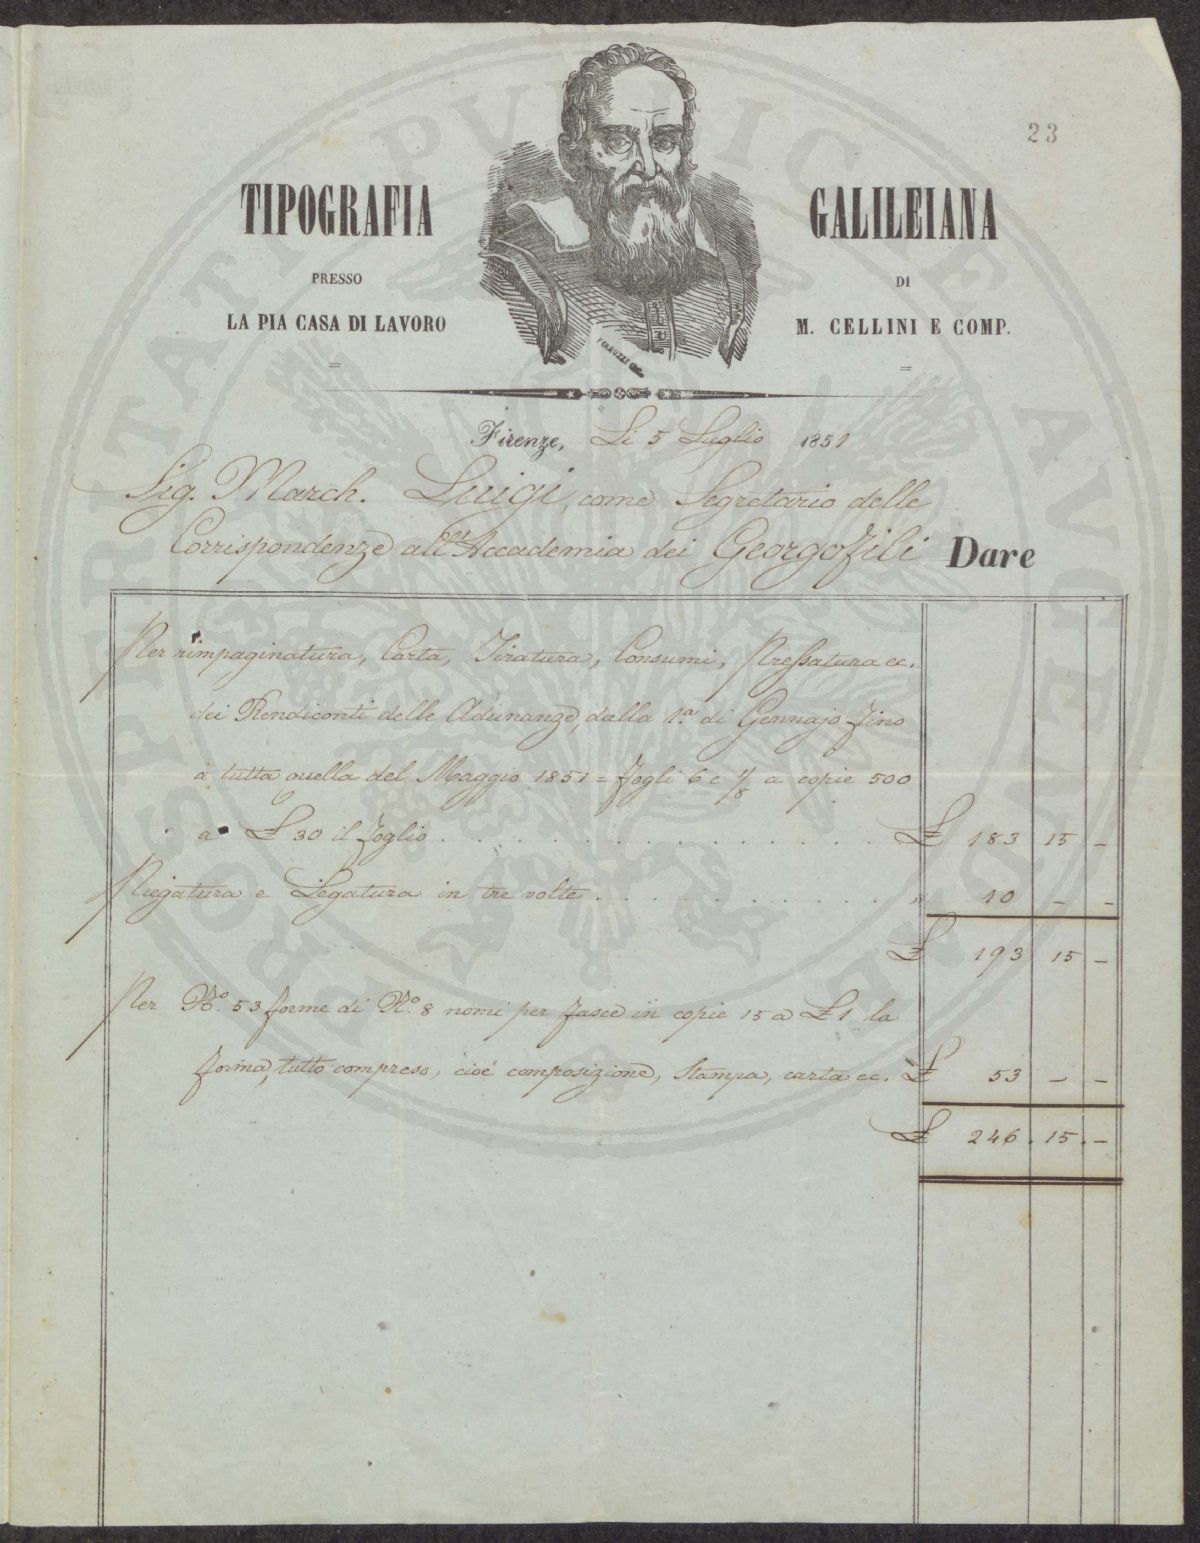 23
TIPOGRAFIA GALILEIANA
PRESSO DI
LA PIA CASA DI LAVORO M. CELLINI E COMP.
Firenze, Li 5 Luglio 1851
Sig. March. Luigi, come Segretario delle
Corrispondenze all'Accademia dei Georgofili Dare
Per rimpaginatura, Carta, Tiratura, Consumi, Pressatura ec.
dei Rendiconti delle Adunanze, dalla 1.a di Gennajo fino
a tutta quella del Maggio 1851 = fogli 6 e 1/8 a copie 500
a £ 30 il foglio . . . . . . . . . . . . . . . £ 183 15 –
Piegatura e Legatura in tre volte . . . . . . . . . . . " 10 – –
£ 193 15 –
Per N.o 53 forme di N.o 8 nomi per fasce in copie 15 a £ 1 la
forma, tutto compreso, cioè composizione, stampa, carta ec. £ 53 – –
£ 246. 15. –
PROSPERITATI PUBLICAE AUGENDAE